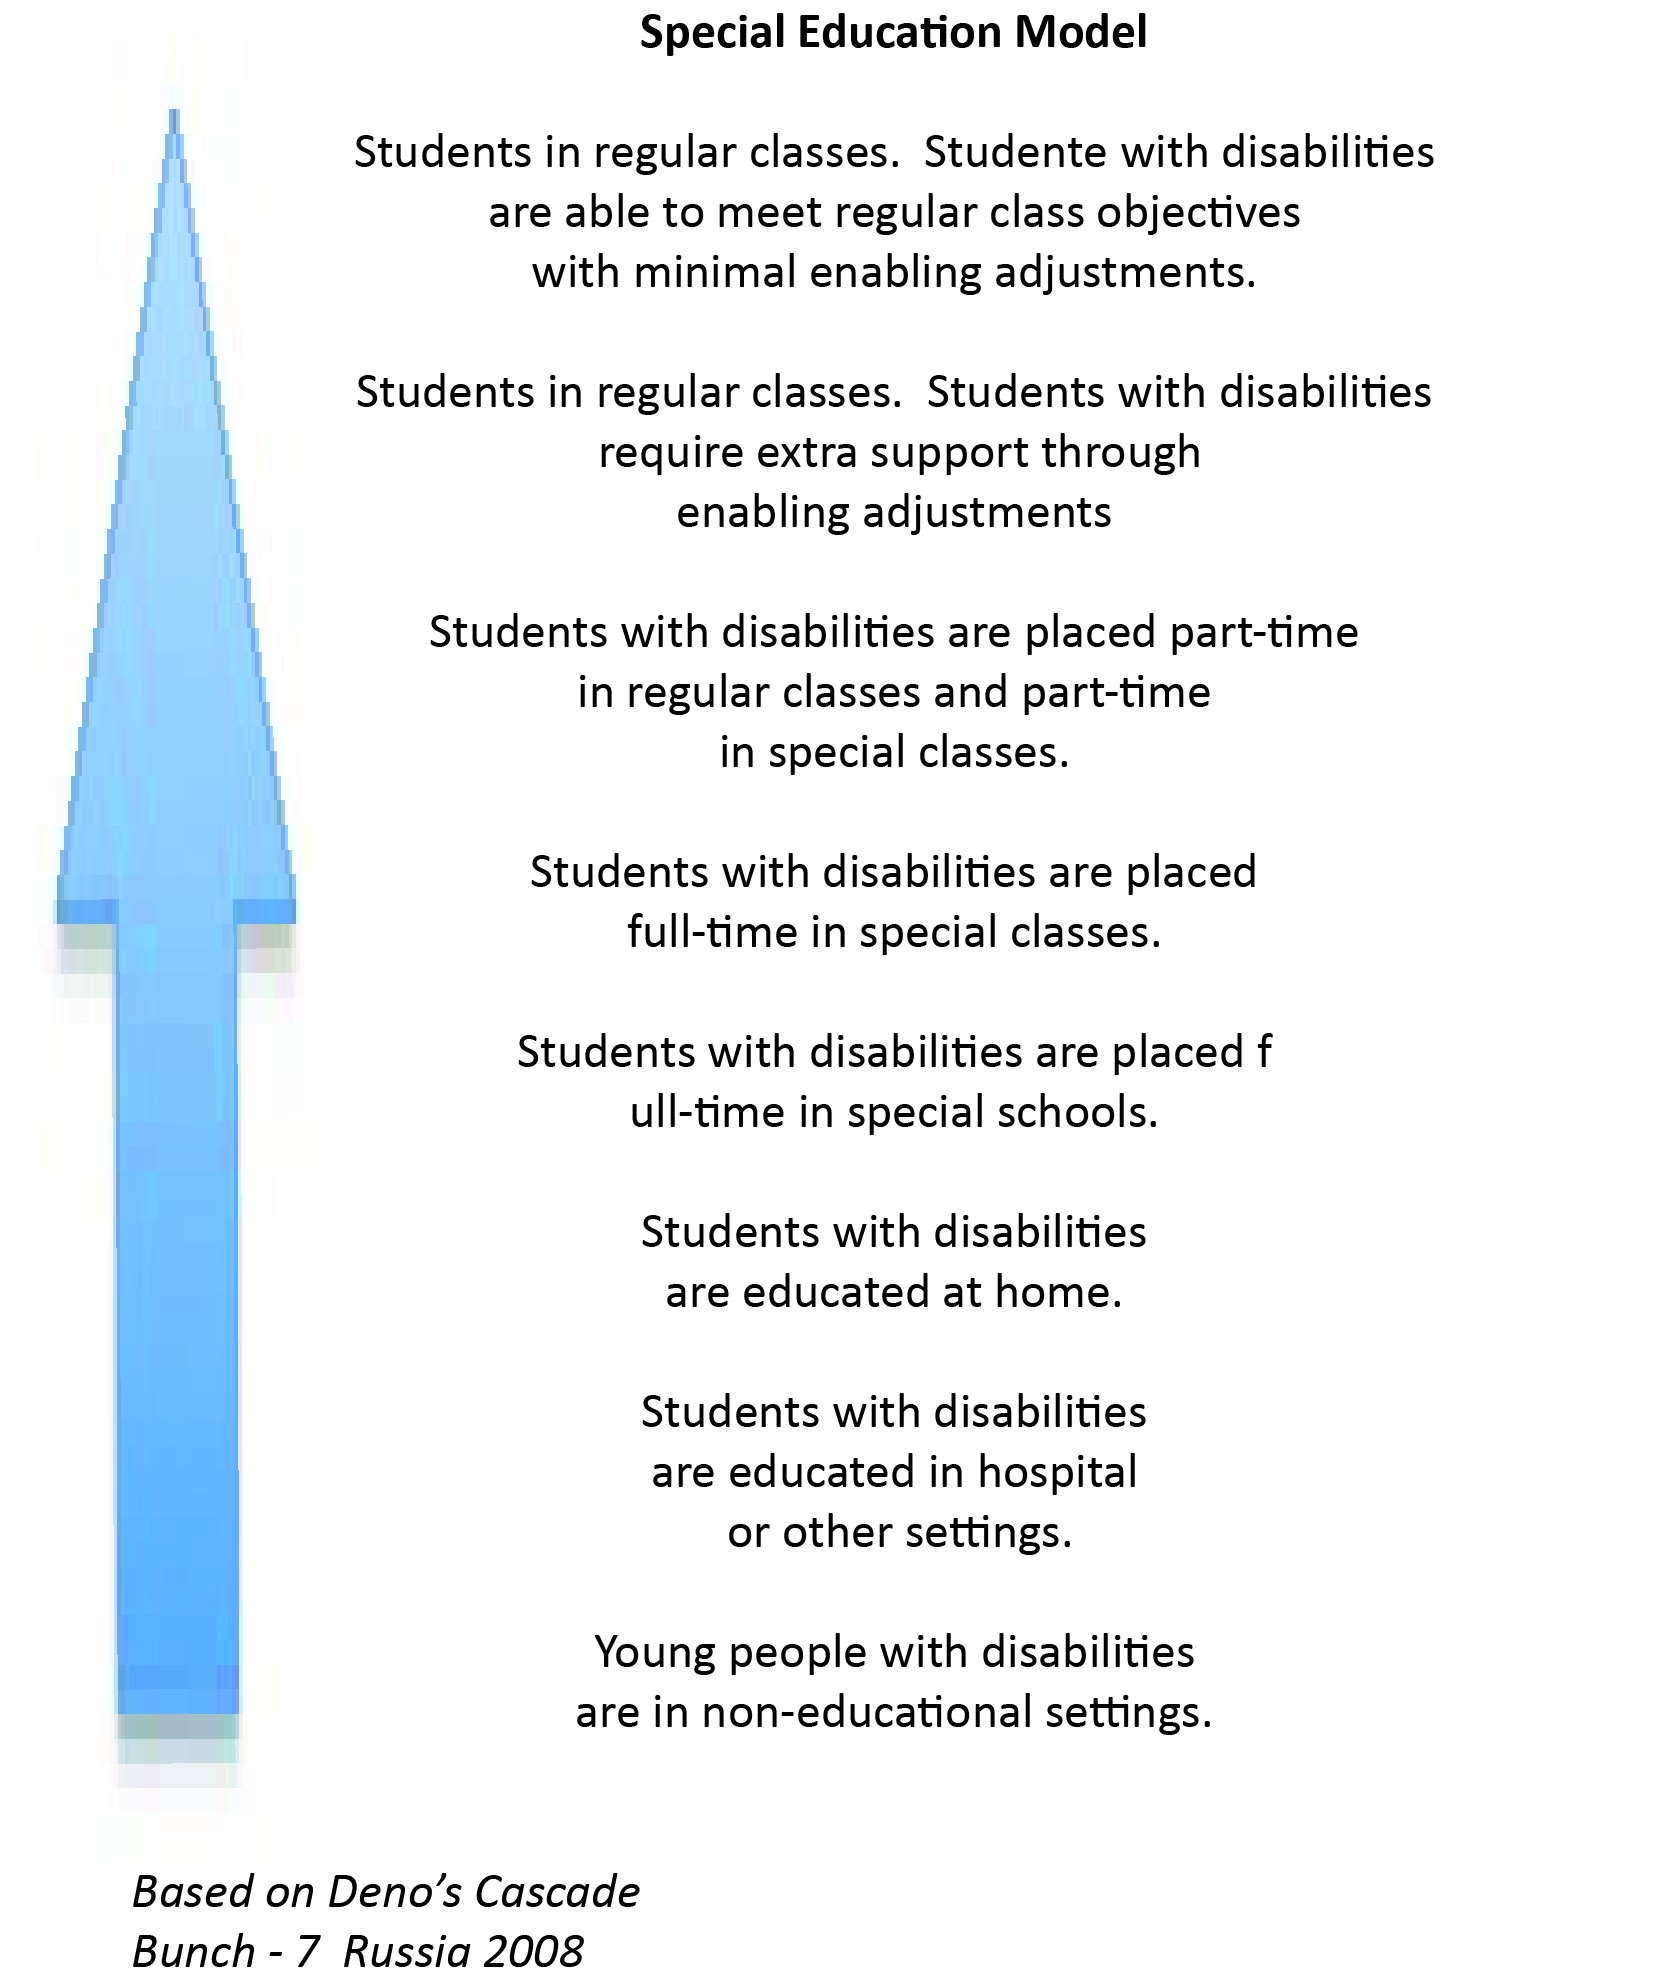 Special Education Model
Students in regular classes.  Studente with disabilities
are able to meet regular class objectives
with minimal enabling adjustments.
Students in regular classes.  Students with disabilities
require extra support through
enabling adjustments
Students with disabilities are placed part-time
in regular classes and part-time
in special classes.
Students with disabilities are placed
full-time in special classes.
Students with disabilities are placed f
ull-time in special schools.
Students with disabilities
are educated at home.
Students with disabilities
are educated in hospital
or other settings.
Young people with disabilities
are in non-educational settings.
Based on Deno’s Cascade
Bunch - 7  Russia 2008